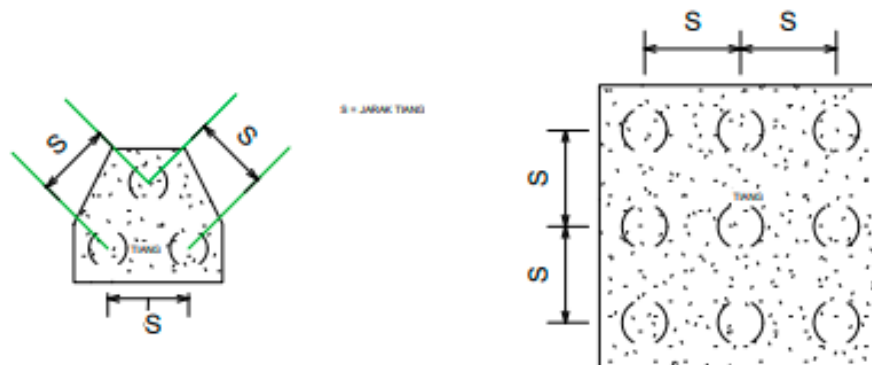 S S
S S
S = JARAK TIANG
S
TIANG
TIANG
S
S